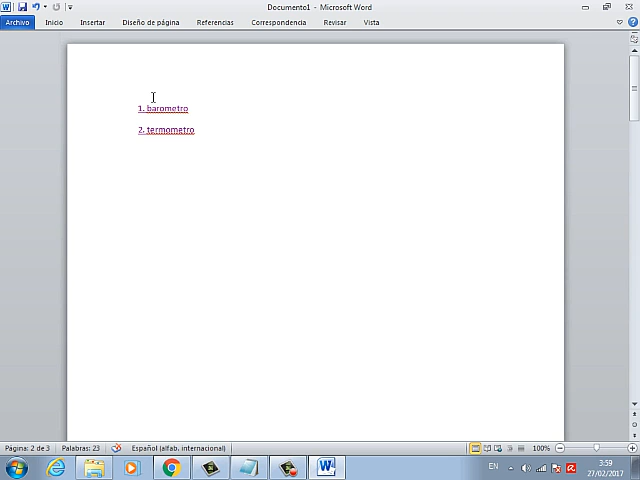 Documento1 - Microsoft Word
Archivo Inicio Insertar Diseño de página Referencias Correspondencia Revisar Vista
1. barometro
2. termometro
Página: 2 de 3 Palabras: 23 Español (alfab. internacional) 100%
EN 3:59
27/02/2017